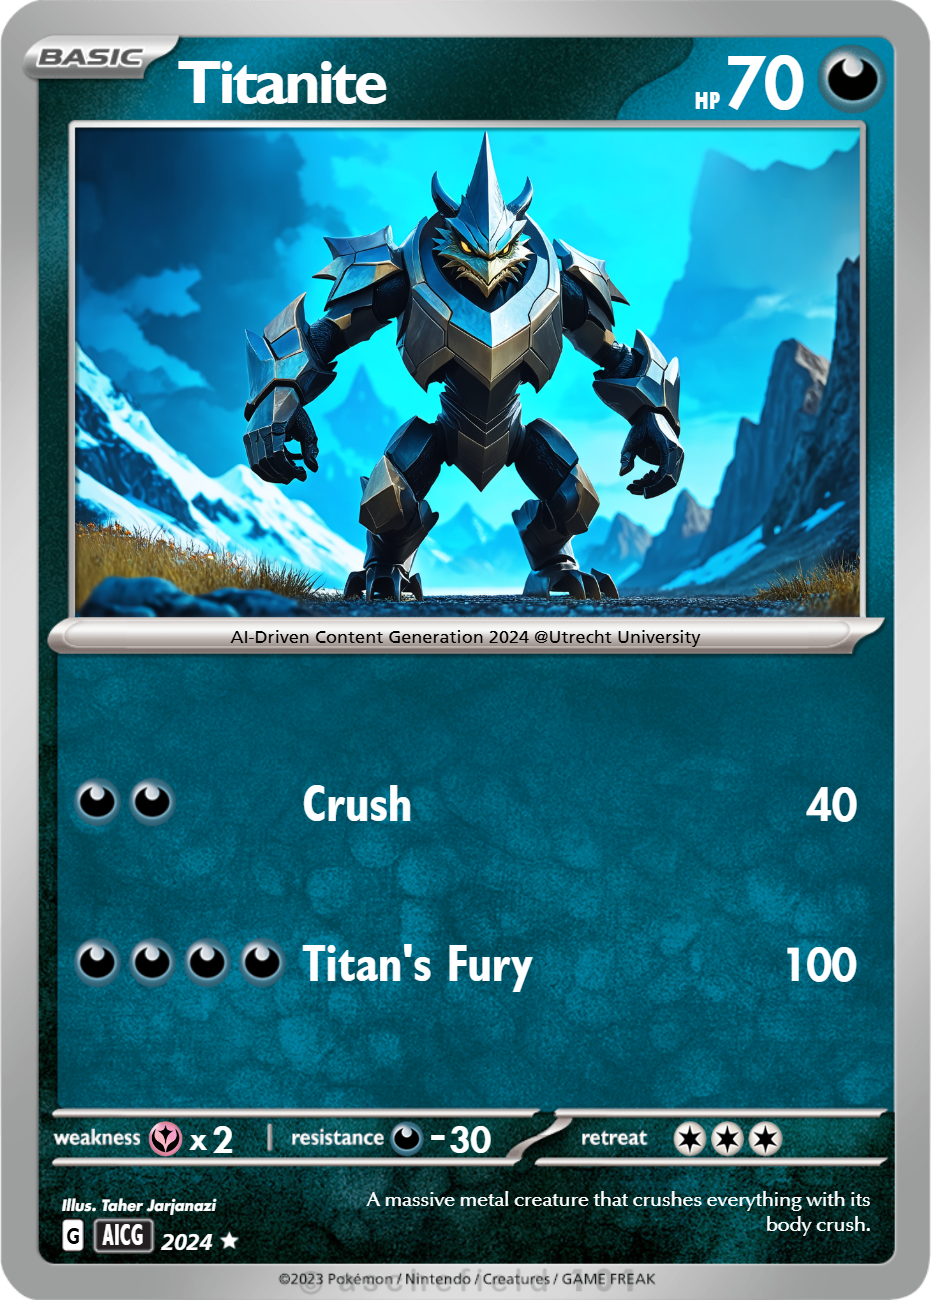 BASIC
Titanite
HP 70
AI-Driven Content Generation 2024 @Utrecht University
Crush 40
Titan's Fury 100
weakness x2 resistance -30 retreat
Illus. Taher Jarjanazi
A massive metal creature that crushes everything with its
body crush.
G AICG 2024
©2023 Pokémon / Nintendo / Creatures / GAME FREAK